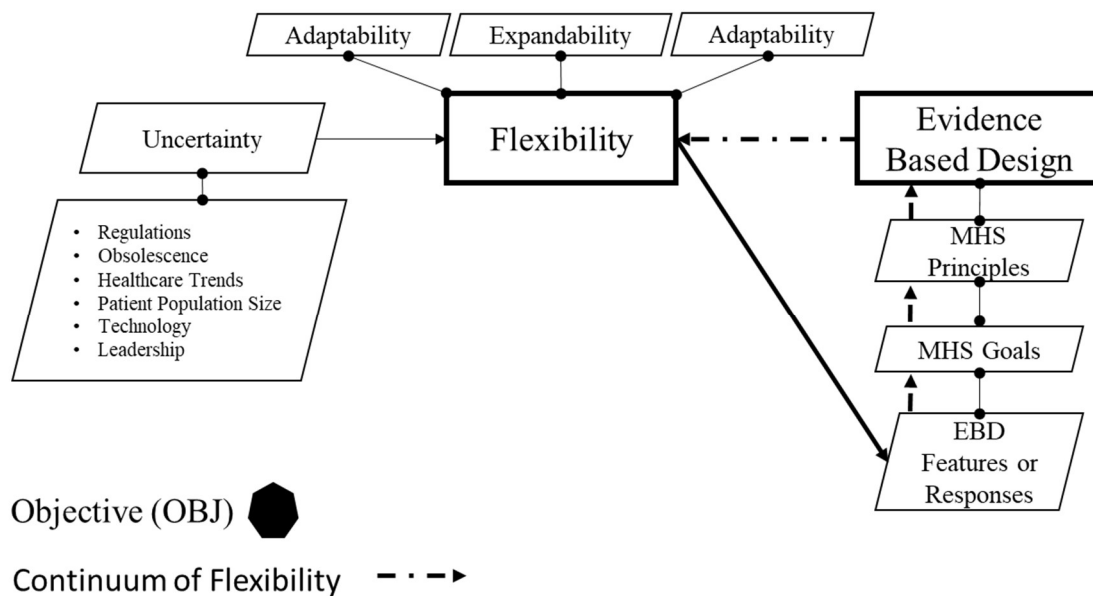 Adaptability
Expandability
Adaptability
Uncertainty
Flexibility
Evidence
Based Design
• Regulations
• Obsolescence
• Healthcare Trends
• Patient Population Size
• Technology
• Leadership
MHS
Principles
MHS Goals
EBD
Features or
Responses
Objective (OBJ)
Continuum of Flexibility